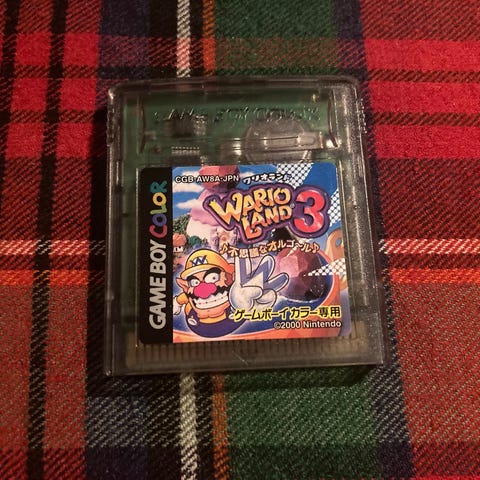 GAME BOY COLOR
CGB-AW8A-JPN
ワリオランド
WARIO
LAND 3
♪不思議なオルゴール♪
GAME BOY COLOR
ゲームボーイカラー専用
©2000 Nintendo